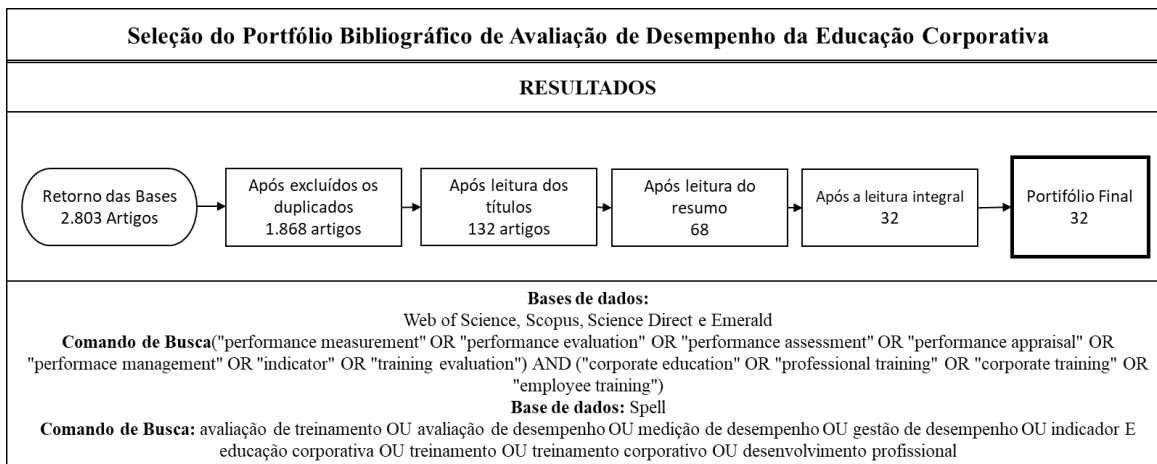 Seleção do Portfólio Bibliográfico de Avaliação de Desempenho da Educação Corporativa
RESULTADOS
Retorno das Bases
2.803 Artigos
Após excluídos os
duplicados
1.868 artigos
Após leitura dos
títulos
132 artigos
Após leitura do
resumo
68
Após a leitura integral
32
Portifólio Final
32
Bases de dados:
Web of Science, Scopus, Science Direct e Emerald
Comando de Busca("performance measurement" OR "performance evaluation" OR "performance assessment" OR "performance appraisal" OR
"performace management" OR "indicator" OR "training evaluation") AND ("corporate education" OR "professional training" OR "corporate training" OR
"employee training")
Base de dados: Spell
Comando de Busca: avaliação de treinamento OU avaliação de desempenho OU medição de desempenho OU gestão de desempenho OU indicador E
educação corporativa OU treinamento OU treinamento corporativo OU desenvolvimento profissional